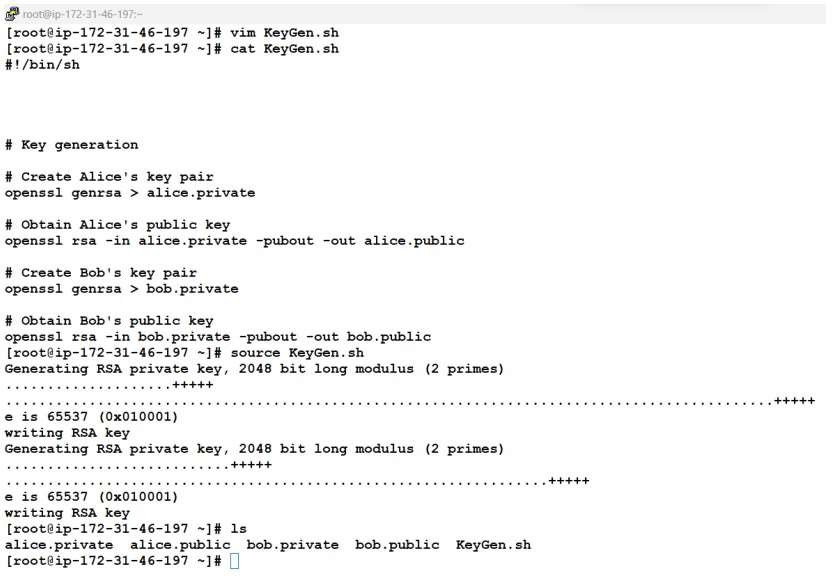 root@ip-172-31-46-197:~
[root@ip-172-31-46-197 ~]# vim KeyGen.sh
[root@ip-172-31-46-197 ~]# cat KeyGen.sh
#!/bin/sh
# Key generation
# Create Alice's key pair
openssl genrsa > alice.private
# Obtain Alice's public key
openssl rsa -in alice.private -pubout -out alice.public
# Create Bob's key pair
openssl genrsa > bob.private
# Obtain Bob's public key
openssl rsa -in bob.private -pubout -out bob.public
[root@ip-172-31-46-197 ~]# source KeyGen.sh
Generating RSA private key, 2048 bit long modulus (2 primes)
....................+++++
............................................................................................+++++
e is 65537 (0x010001)
writing RSA key
Generating RSA private key, 2048 bit long modulus (2 primes)
...........................+++++
.................................................................+++++
e is 65537 (0x010001)
writing RSA key
[root@ip-172-31-46-197 ~]# ls
alice.private  alice.public  bob.private  bob.public  KeyGen.sh
[root@ip-172-31-46-197 ~]#